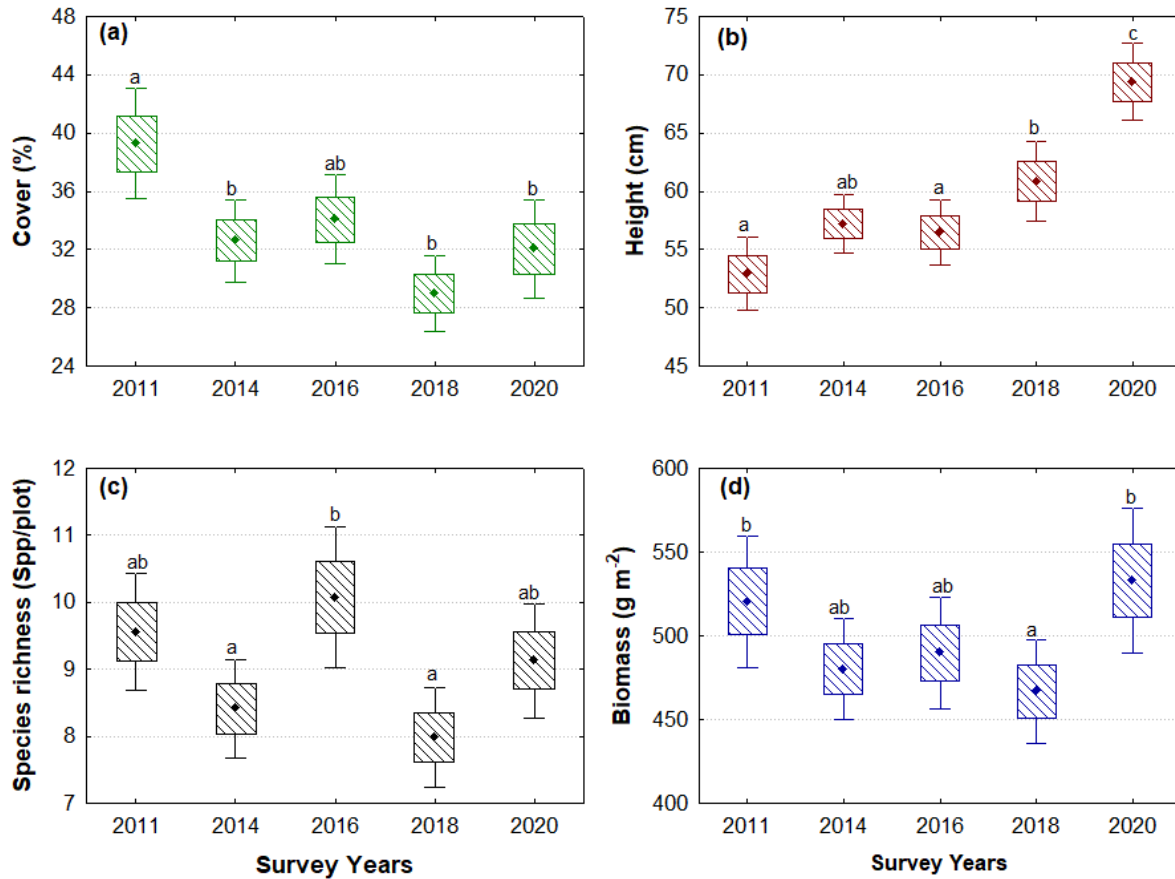 (a)
Cover (%)
48
44
40
36
32
28
24
a
b
ab
b
b
2011 2014 2016 2018 2020
(b)
Height (cm)
75
70
65
60
55
50
45
a
ab
a
b
c
2011 2014 2016 2018 2020
(c)
Species richness (Spp/plot)
12
11
10
9
8
7
ab
a
b
a
ab
2011 2014 2016 2018 2020
Survey Years
(d)
Biomass (g m⁻²)
600
550
500
450
400
b
ab
ab
a
b
2011 2014 2016 2018 2020
Survey Years